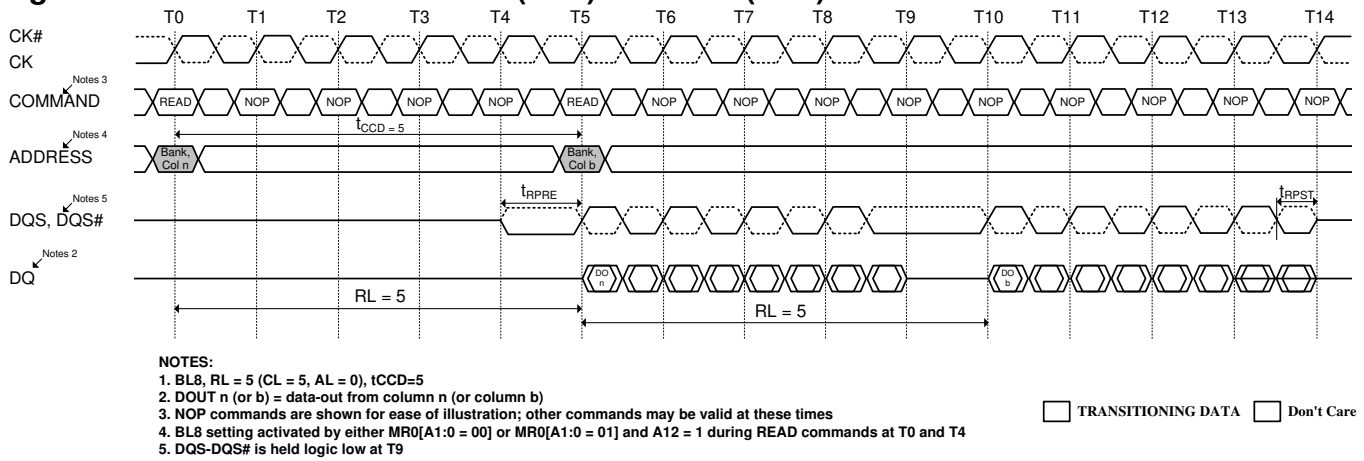 T0 T1 T2 T3 T4 T5 T6 T7 T8 T9 T10 T11 T12 T13 T14
CK#
CK
Notes 3
COMMAND
READ NOP NOP NOP NOP READ NOP NOP NOP NOP NOP NOP NOP NOP NOP
tCCD = 5
Notes 4
ADDRESS
Bank, Col n
Bank, Col b
tRPRE
tRPST
Notes 5
DQS, DQS#
Notes 2
DQ
DO n
DO b
RL = 5
RL = 5
NOTES:
1. BL8, RL = 5 (CL = 5, AL = 0), tCCD=5
2. DOUT n (or b) = data-out from column n (or column b)
3. NOP commands are shown for ease of illustration; other commands may be valid at these times
4. BL8 setting activated by either MR0[A1:0 = 00] or MR0[A1:0 = 01] and A12 = 1 during READ commands at T0 and T4
5. DQS-DQS# is held logic low at T9
TRANSITIONING DATA Don't Care